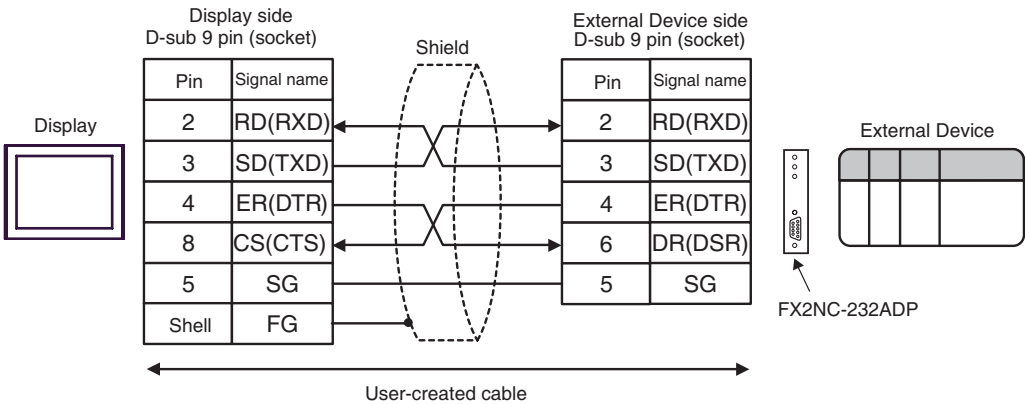 Display side
D-sub 9 pin (socket)
Shield
External Device side
D-sub 9 pin (socket)
Pin Signal name
Pin Signal name
Display
2 RD(RXD)
2 RD(RXD)
External Device
3 SD(TXD)
3 SD(TXD)
4 ER(DTR)
4 ER(DTR)
8 CS(CTS)
6 DR(DSR)
5 SG
5 SG
Shell FG
FX2NC-232ADP
User-created cable